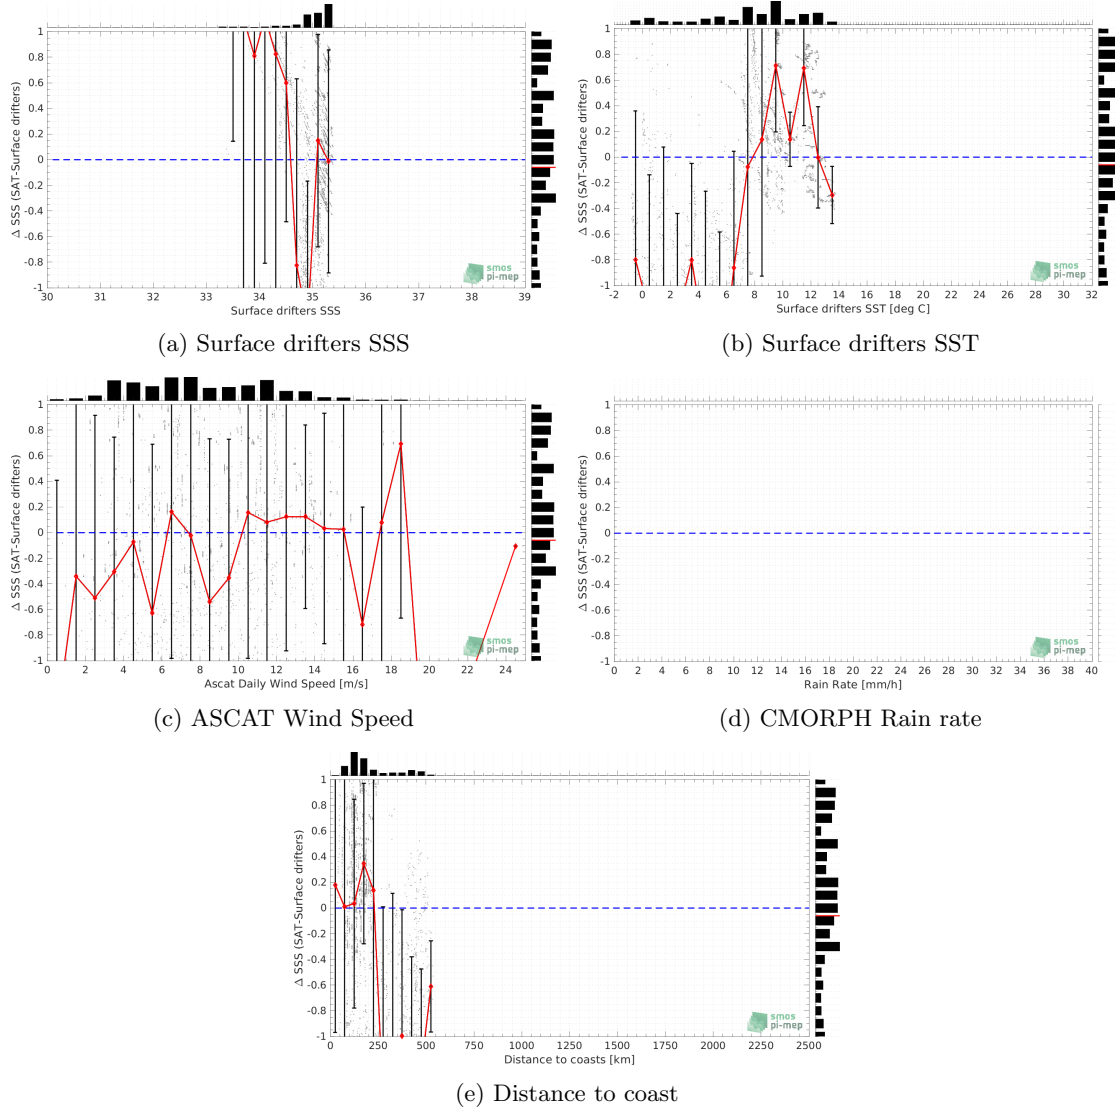 1
0.8
0.6
0.4
0.2
0
-0.2
-0.4
-0.6
-0.8
-1
Δ SSS (SAT-Surface drifters)
smos
pi-mep
30 31 32 33 34 35 36 37 38 39
Surface drifters SSS
(a) Surface drifters SSS
1
0.8
0.6
0.4
0.2
0
-0.2
-0.4
-0.6
-0.8
-1
Δ SSS (SAT-Surface drifters)
smos
pi-mep
-2 0 2 4 6 8 10 12 14 16 18 20 22 24 26 28 30 32
Surface drifters SST [deg C]
(b) Surface drifters SST
1
0.8
0.6
0.4
0.2
0
-0.2
-0.4
-0.6
-0.8
-1
Δ SSS (SAT-Surface drifters)
smos
pi-mep
0 2 4 6 8 10 12 14 16 18 20 22 24
Ascat Daily Wind Speed [m/s]
(c) ASCAT Wind Speed
1
0.8
0.6
0.4
0.2
0
-0.2
-0.4
-0.6
-0.8
-1
Δ SSS (SAT-Surface drifters)
smos
pi-mep
0 2 4 6 8 10 12 14 16 18 20 22 24 26 28 30 32 34 36 38 40
Rain Rate [mm/h]
(d) CMORPH Rain rate
1
0.8
0.6
0.4
0.2
0
-0.2
-0.4
-0.6
-0.8
-1
Δ SSS (SAT-Surface drifters)
smos
pi-mep
0 250 500 750 1000 1250 1500 1750 2000 2250 2500
Distance to coasts [km]
(e) Distance to coast